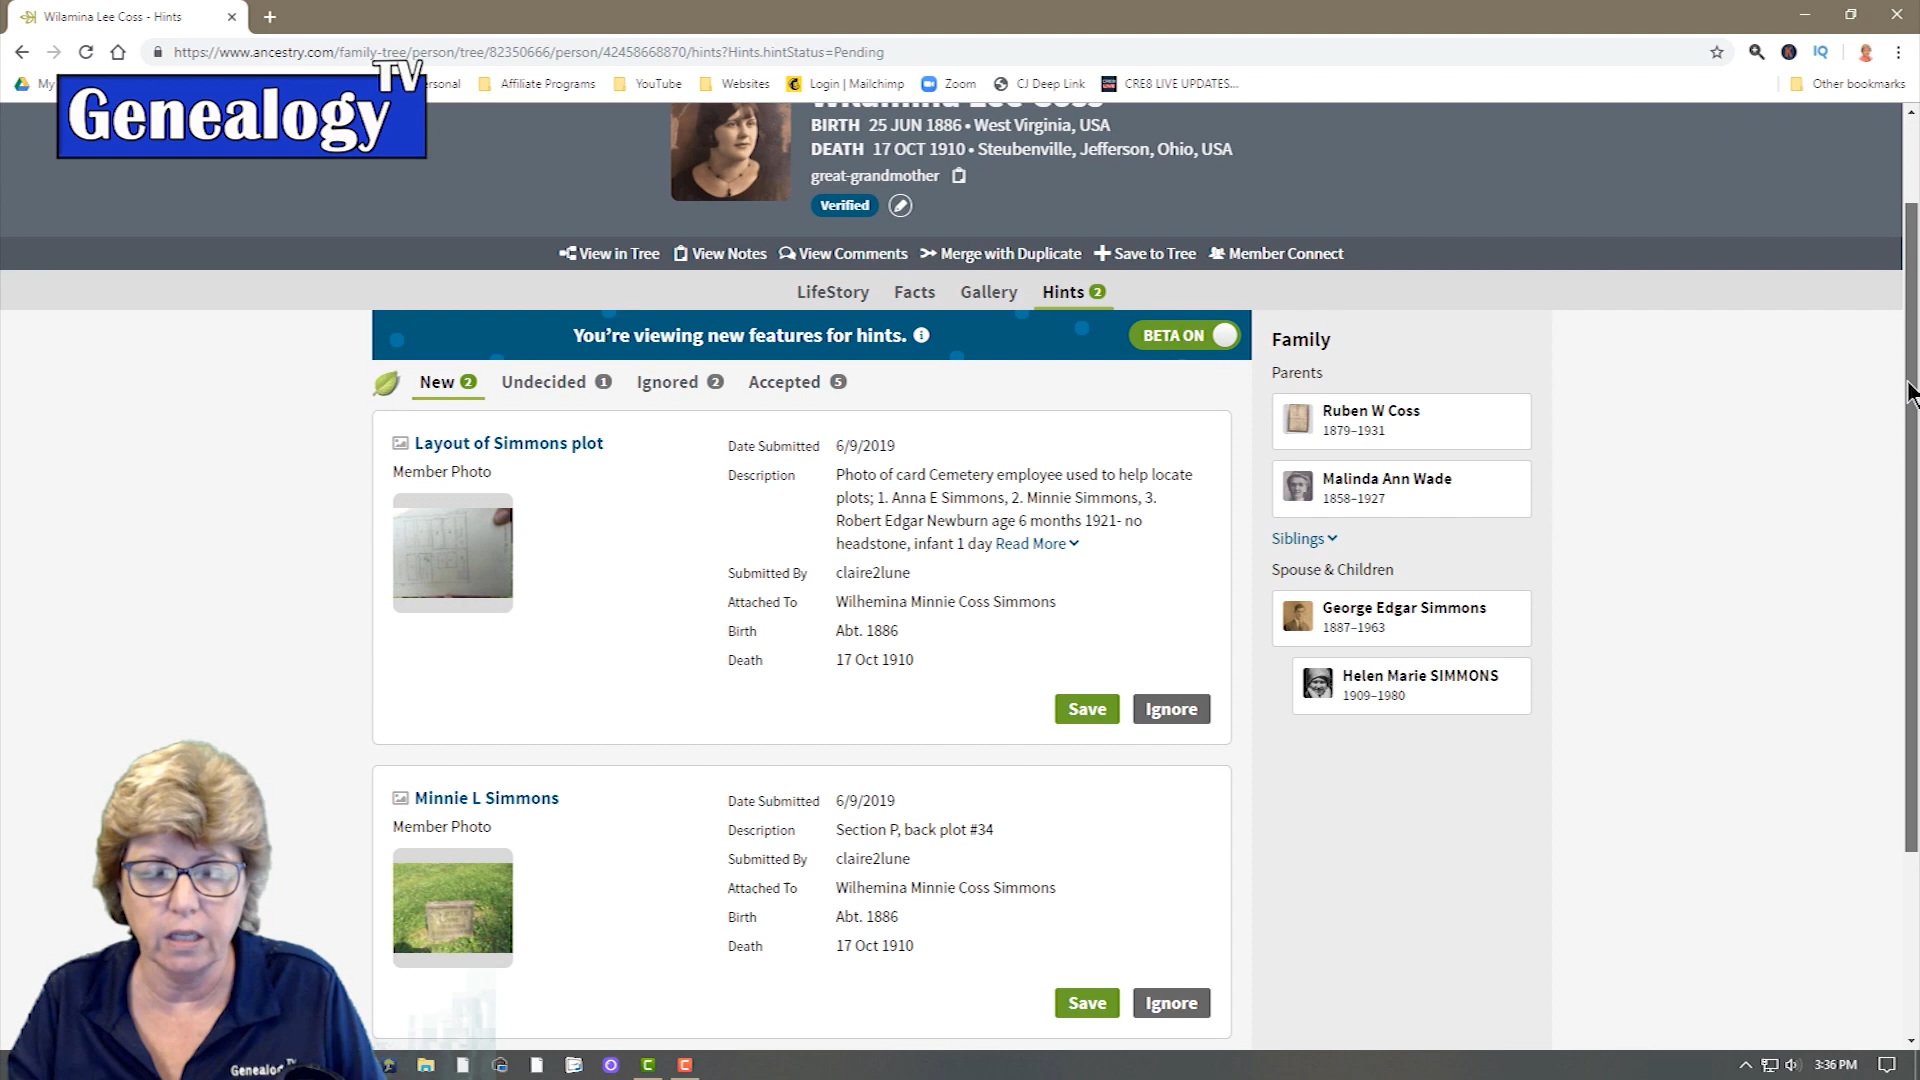 Wilamina Lee Coss - Hints
https://www.ancestry.com/family-tree/person/tree/82350666/person/42458668870/hints?Hints.hintStatus=Pending
My
Affiliate Programs
YouTube
Websites
Login | Mailchimp
Zoom
CJ Deep Link
CRE8 LIVE UPDATES...
Other bookmarks
Genealogy TV
Wilamina Lee Coss
BIRTH 25 JUN 1886 • West Virginia, USA
DEATH 17 OCT 1910 • Steubenville, Jefferson, Ohio, USA
great-grandmother
Verified
View in Tree View Notes View Comments Merge with Duplicate Save to Tree Member Connect
LifeStory Facts Gallery Hints 2
You're viewing new features for hints.
BETA ON
New 2 Undecided 1 Ignored 2 Accepted 5
Layout of Simmons plot
Member Photo
Date Submitted 6/9/2019
Description Photo of card Cemetery employee used to help locate
plots; 1. Anna E Simmons, 2. Minnie Simmons, 3.
Robert Edgar Newburn age 6 months 1921- no
headstone, infant 1 day Read More
Submitted By claire2lune
Attached To Wilhemina Minnie Coss Simmons
Birth Abt. 1886
Death 17 Oct 1910
Save Ignore
Minnie L Simmons
Member Photo
Date Submitted 6/9/2019
Description Section P, back plot #34
Submitted By claire2lune
Attached To Wilhemina Minnie Coss Simmons
Birth Abt. 1886
Death 17 Oct 1910
Save Ignore
Family
Parents
Ruben W Coss
1879–1931
Malinda Ann Wade
1858–1927
Siblings
Spouse & Children
George Edgar Simmons
1887–1963
Helen Marie SIMMONS
1909–1980
IQ
3:36 PM